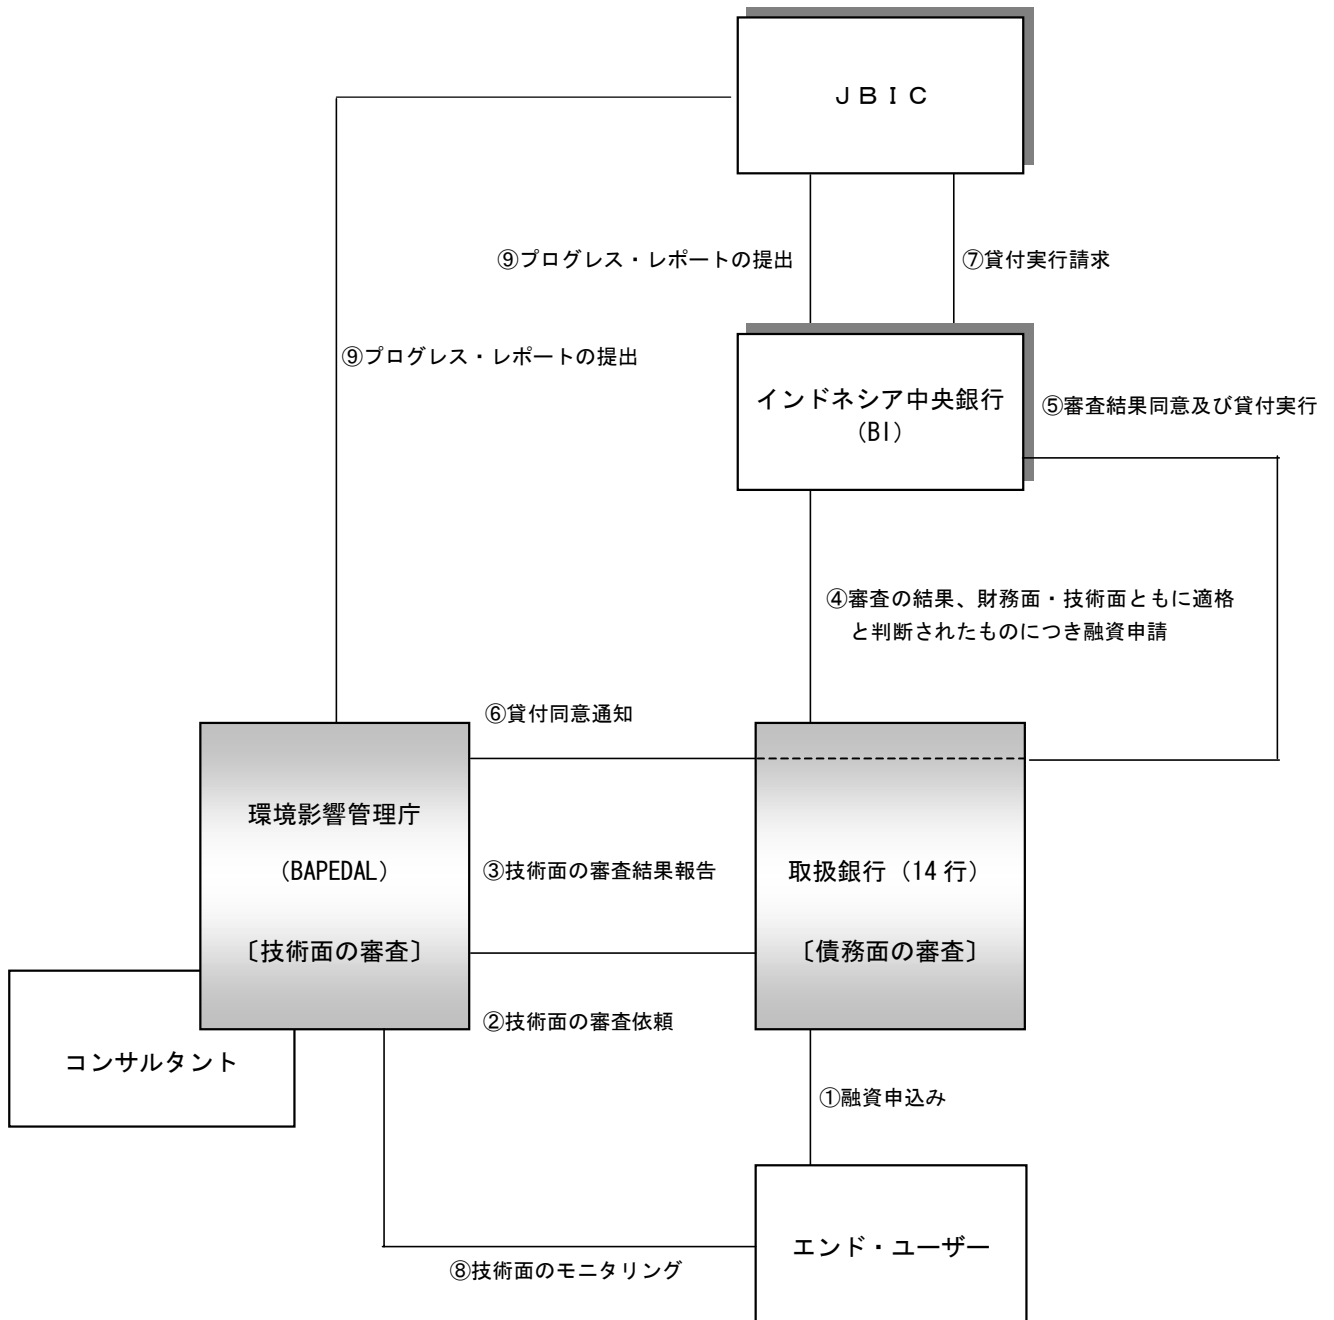 ＪＢＩＣ
⑨プログレス・レポートの提出
⑦貸付実行請求
⑨プログレス・レポートの提出
インドネシア中央銀行
（BI）
⑤審査結果同意及び貸付実行
④審査の結果、財務面・技術面ともに適格
と判断されたものにつき融資申請
⑥貸付同意通知
環境影響管理庁
（BAPEDAL）
〔技術面の審査〕
③技術面の審査結果報告
取扱銀行（14 行）
〔債務面の審査〕
②技術面の審査依頼
コンサルタント
①融資申込み
エンド・ユーザー
⑧技術面のモニタリング